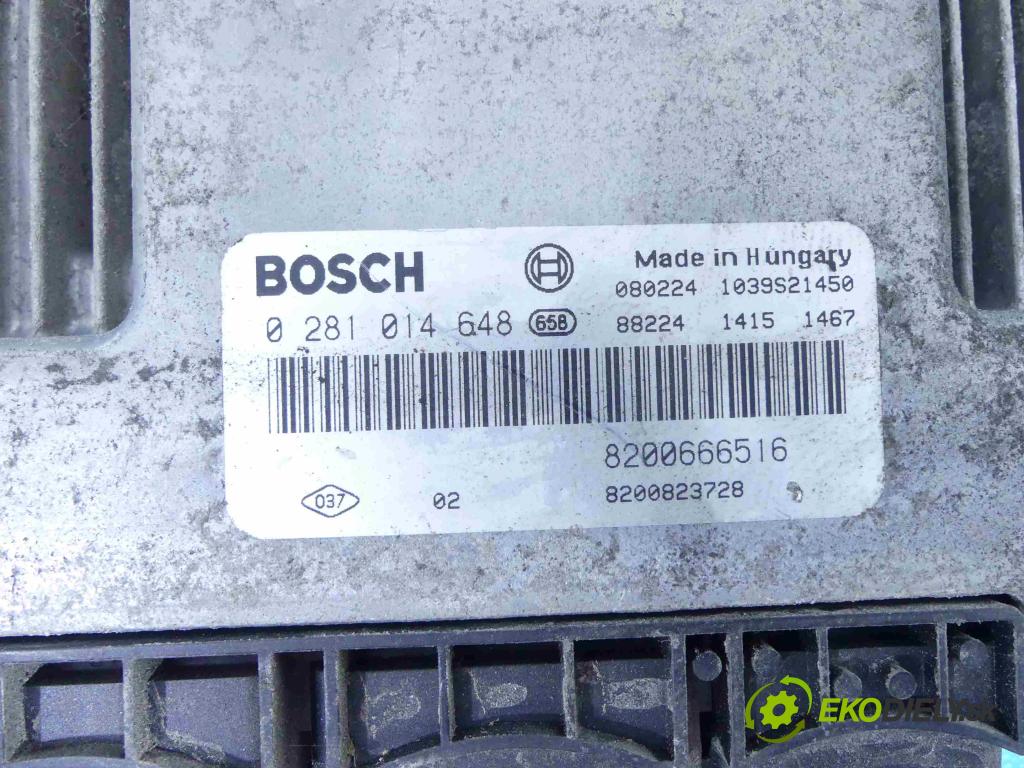 BOSCH
Made in Hungary
080224 1039S21450
0 281 014 648 658 88224 1415 1467
8200666516
037 02 8200823728
EKODIELY.SK